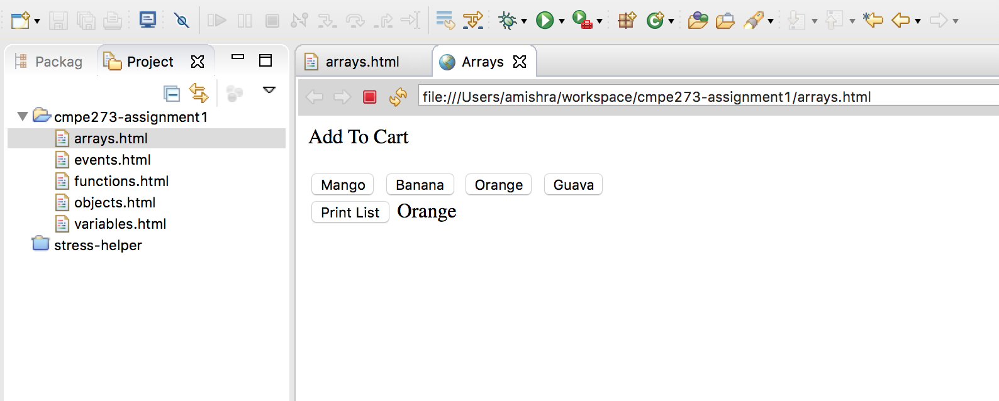 Packag Project
arrays.html Arrays
file:///Users/amishra/workspace/cmpe273-assignment1/arrays.html
cmpe273-assignment1
arrays.html
events.html
functions.html
objects.html
variables.html
stress-helper
Add To Cart
Mango Banana Orange Guava
Print List Orange